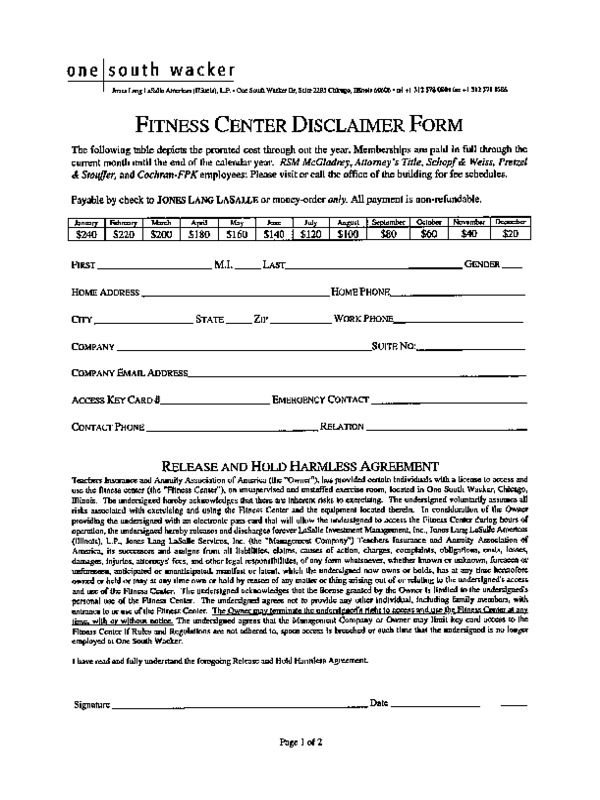 one south wacker
Jones Lang LaSalle Americas (Illinois), L.P. • One South Wacker Dr, Suite Chicago, Illinois 60606 • tel +1 312 fax +1 312
FITNESS CENTER DISCLAIMER FORM
The following table depicts the prorated cost through out the year. Memberships are paid in full through the
current month until the end of the calendar year. RSM McGladrey, Attorney's Title, Schopf & Weiss, Pretzel
& Stouffer, and Cochran-FPK employees: Please visit or call the office of the building for fee schedules.
Payable by check to JONES LANG LASALLE or money-order only. All payment is non-refundable.
January February March April May June July August September October November December
$240 $220 $200 $180 $160 $140 $120 $100 $80 $60 $40 $20
FIRST M.I. LAST GENDER
HOME ADDRESS HOME PHONE
CITY STATE ZIP WORK PHONE
COMPANY SUITE NO:
COMPANY EMAIL ADDRESS
ACCESS KEY CARD # EMERGENCY CONTACT
CONTACT PHONE RELATION
RELEASE AND HOLD HARMLESS AGREEMENT
Teachers Insurance and Annuity Association of America (the "Owner"), has provided certain individuals with a license to access and
use the fitness center (the "Fitness Center"), an unsupervised and unstaffed exercise room, located in One South Wacker, Chicago,
Illinois. The undersigned hereby acknowledges that there are inherent risks to exercising. The undersigned voluntarily assumes all
risks associated with exercising and using the Fitness Center and the equipment located therein. In consideration of the Owner
providing the undersigned with an electronic pass card that will allow the undersigned to access the Fitness Center during hours of
operation, the undersigned hereby releases and discharges forever LaSalle Investment Management, Inc., Jones Lang LaSalle Americas
(Illinois), L.P., Jones Lang LaSalle Services, Inc. (the "Management Company") Teachers Insurance and Annuity Association of
America, its successors and assigns from all liabilities, claims, causes of action, charges, complaints, obligations, costs, losses,
damages, injuries, attorneys' fees, and other legal responsibilities, of any form whatsoever, whether known or unknown, foreseen or
unforeseen, anticipated or unanticipated, manifest or latent, which the undersigned now owns or holds, has at any time heretofore
owned or held or may at any time own or hold by reason of any matter or thing arising out of or relating to the undersigned's access
and use of the Fitness Center. The undersigned acknowledges that the license granted by the Owner is limited to the undersigned's
personal use of the Fitness Center. The undersigned agrees not to provide any other individual, including family members, with
entrance to or use of the Fitness Center. The Owner may terminate the undersigned's right to access and use the Fitness Center at any
time, with or without notice. The undersigned agrees that the Management Company or Owner may limit key card access to the
Fitness Center if Rules and Regulations are not adhered to, space access is breached or such time that the undersigned is no longer
employed at One South Wacker.
I have read and fully understand the foregoing Release and Hold Harmless Agreement.
Signature Date
Page 1 of 2